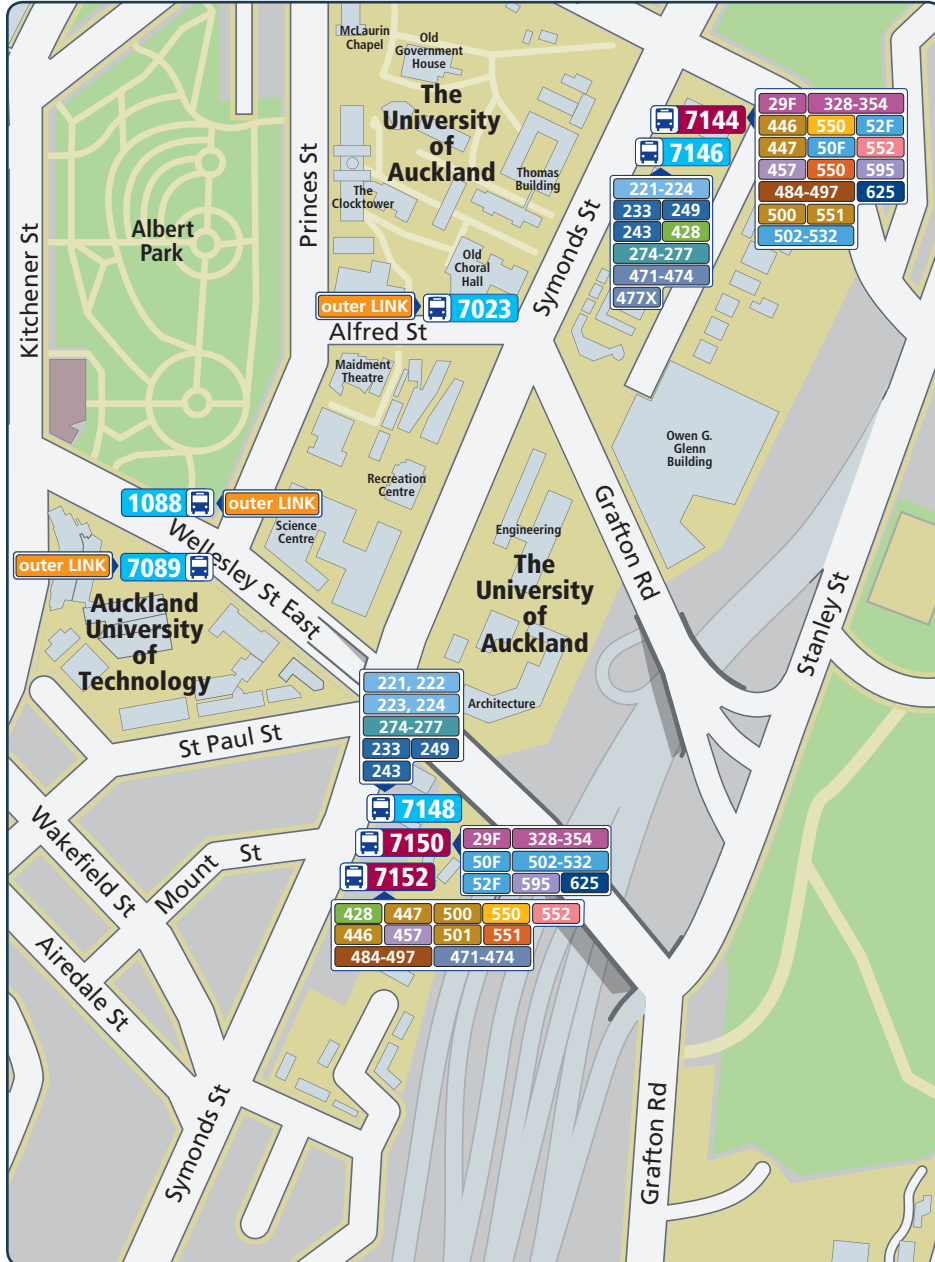 McLaurin
Chapel
Old
Government
House
The
University
of
Auckland
Thomas
Building
The
Clocktower
Old
Choral
Hall
Princes St
Kitchener St
Albert
Park
Symonds St
7144
29F 328-354
446 550 52F
447 50F 552
457 550 595
484-497 625
500 551
502-532
7146
221-224
233 249
243 428
274-277
471-474
477X
outer LINK 7023
Alfred St
Maidment
Theatre
Recreation
Centre
Science
Centre
Owen G.
Glenn
Building
1088 outer LINK
outer LINK 7089
Wellesley St East
Auckland
University
of
Technology
Engineering
The
University
of
Auckland
Architecture
Grafton Rd
Stanley St
St Paul St
221, 222
223, 224
274-277
233 249
243
7148
7150
29F 328-354
50F 502-532
52F 595 625
7152
428 447 500 550 552
446 457 501 551
484-497 471-474
Wakefield St
Mount St
Airedale St
Symonds St
Grafton Rd